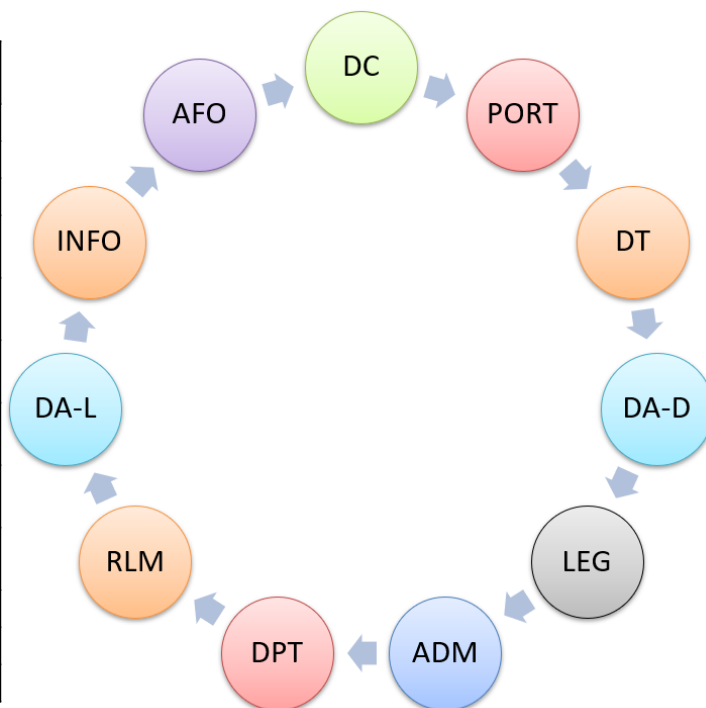 DC
PORT
DT
DA-D
LEG
ADM
DPT
RLM
DA-L
INFO
AFO